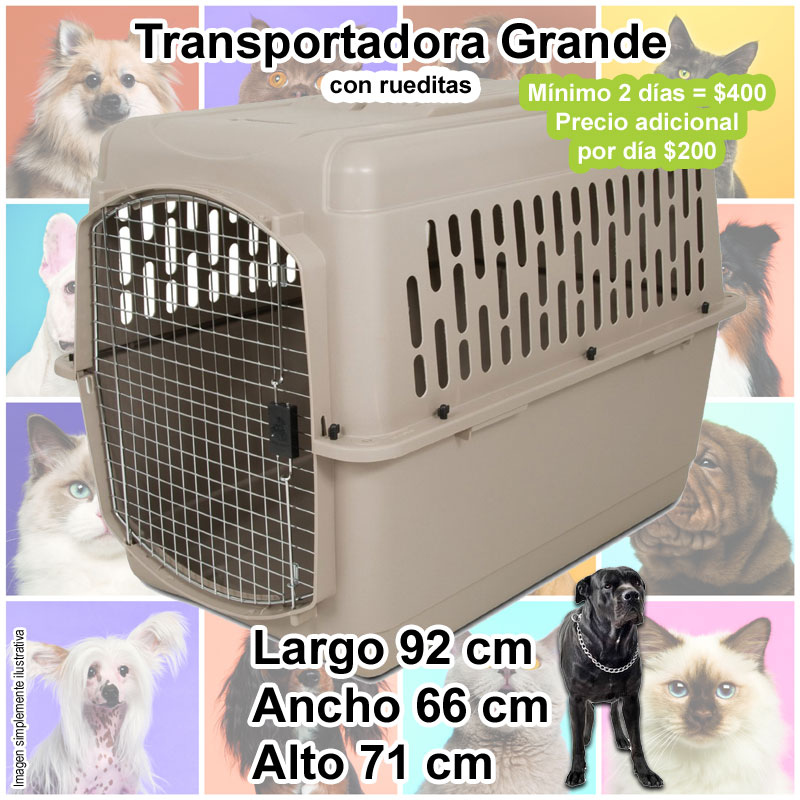 Transportadora Grande
con rueditas
Mínimo 2 días = $400
Precio adicional
por día $200
Largo 92 cm
Ancho 66 cm
Alto 71 cm
Imagen simplemente ilustrativa